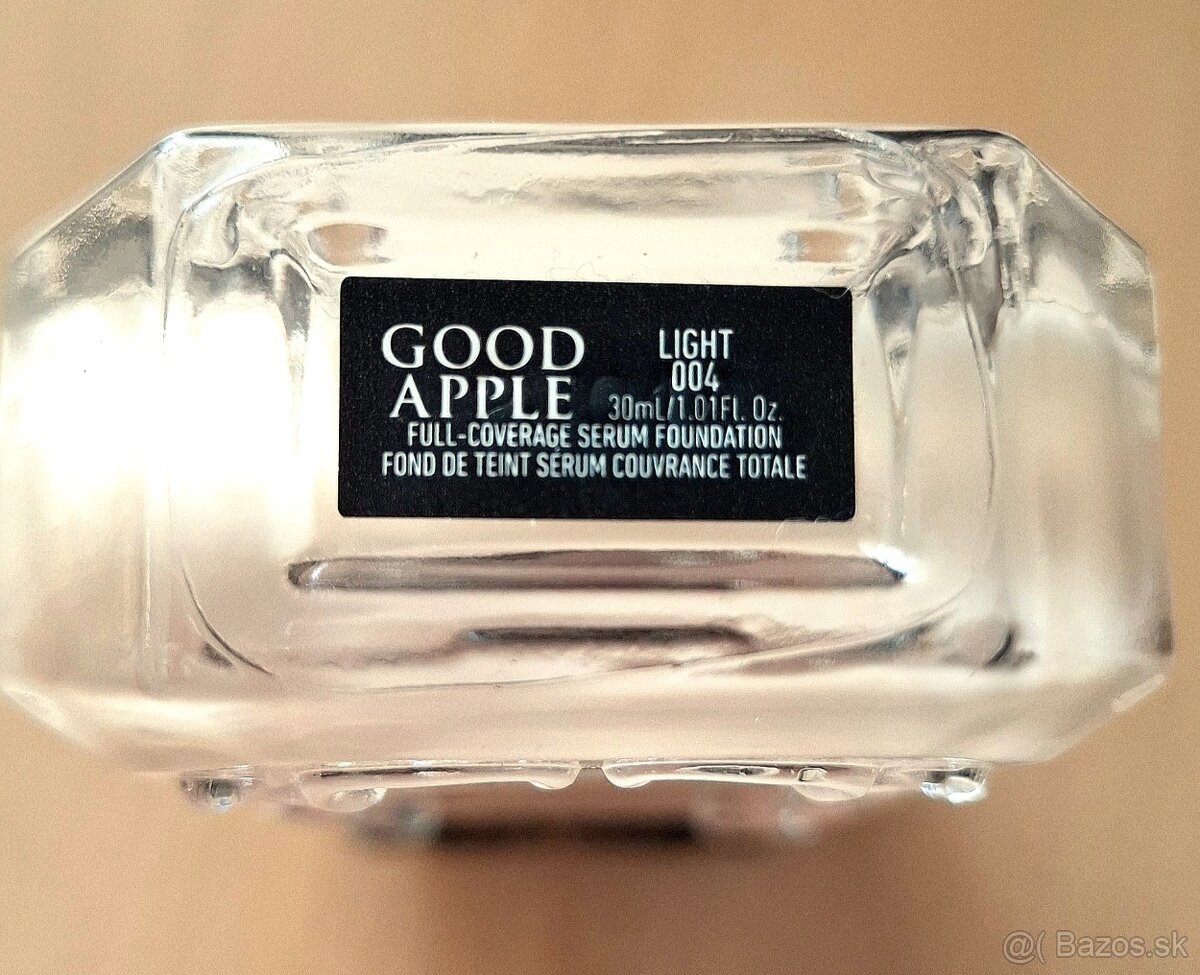 GOOD APPLE
LIGHT
004
30mL/1.01Fl. Oz.
FULL-COVERAGE SERUM FOUNDATION
FOND DE TEINT SÉRUM COUVRANCE TOTALE
@( Bazos.sk